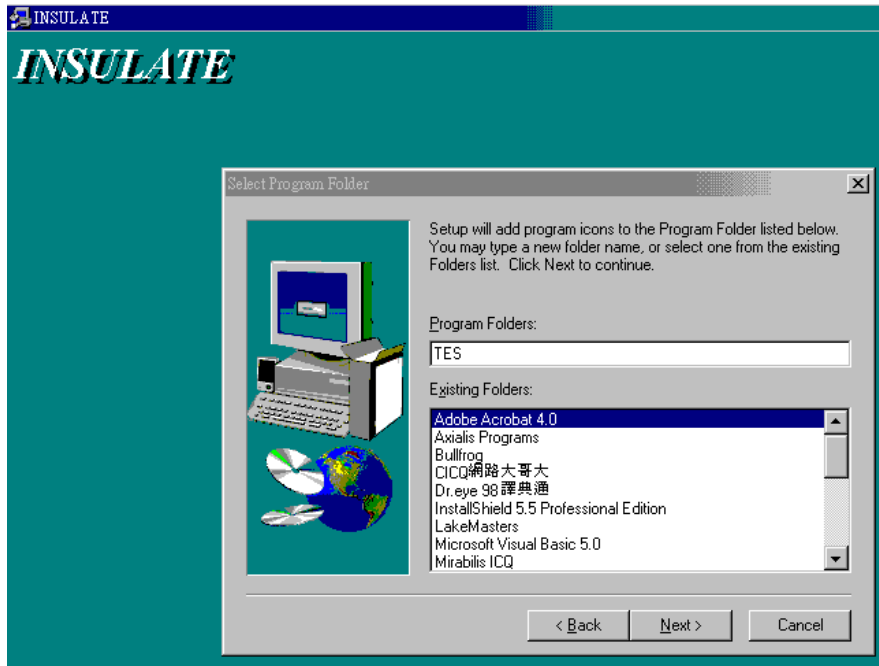 INSULATE
INSULATE
Select Program Folder
Setup will add program icons to the Program Folder listed below.
You may type a new folder name, or select one from the existing
Folders list. Click Next to continue.
Program Folders:
TES
Existing Folders:
Adobe Acrobat 4.0
Axialis Programs
Bullfrog
CICQ網路大哥大
Dr.eye 98譯典通
InstallShield 5.5 Professional Edition
LakeMasters
Microsoft Visual Basic 5.0
Mirabilis ICQ
< Back
Next >
Cancel